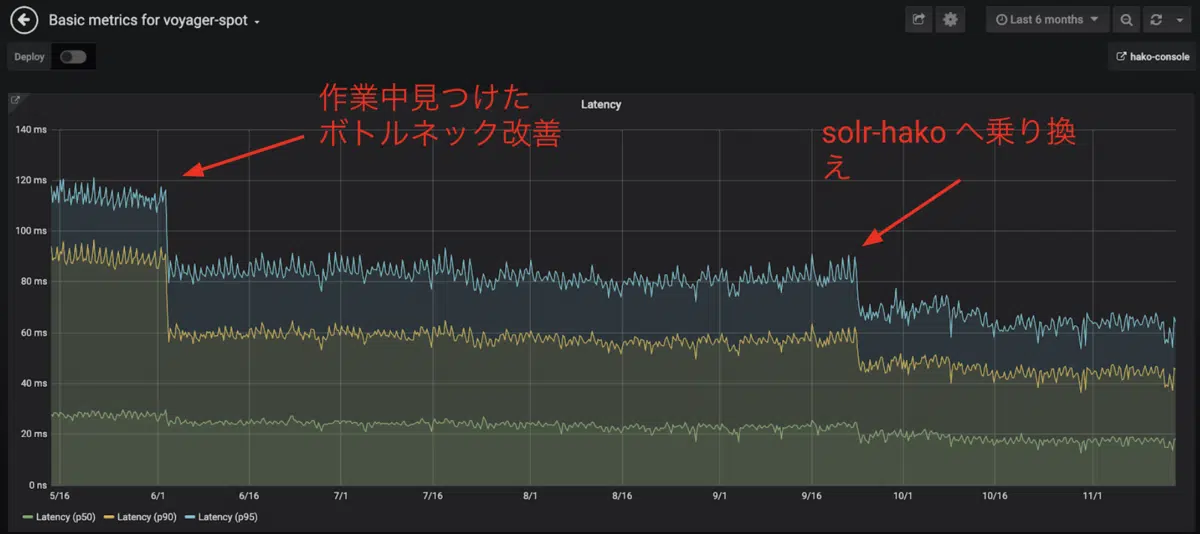 Basic metrics for voyager-spot
Last 6 months
Deploy
hako-console
Latency
作業中見つけた
ボトルネック改善
solr-hako へ乗り換
え
140 ms
120 ms
100 ms
80 ms
60 ms
40 ms
20 ms
0 ns
5/16 6/1 6/16 7/1 7/16 8/1 8/16 9/1 9/16 10/1 10/16 11/1
Latency (p50) Latency (p90) Latency (p95)